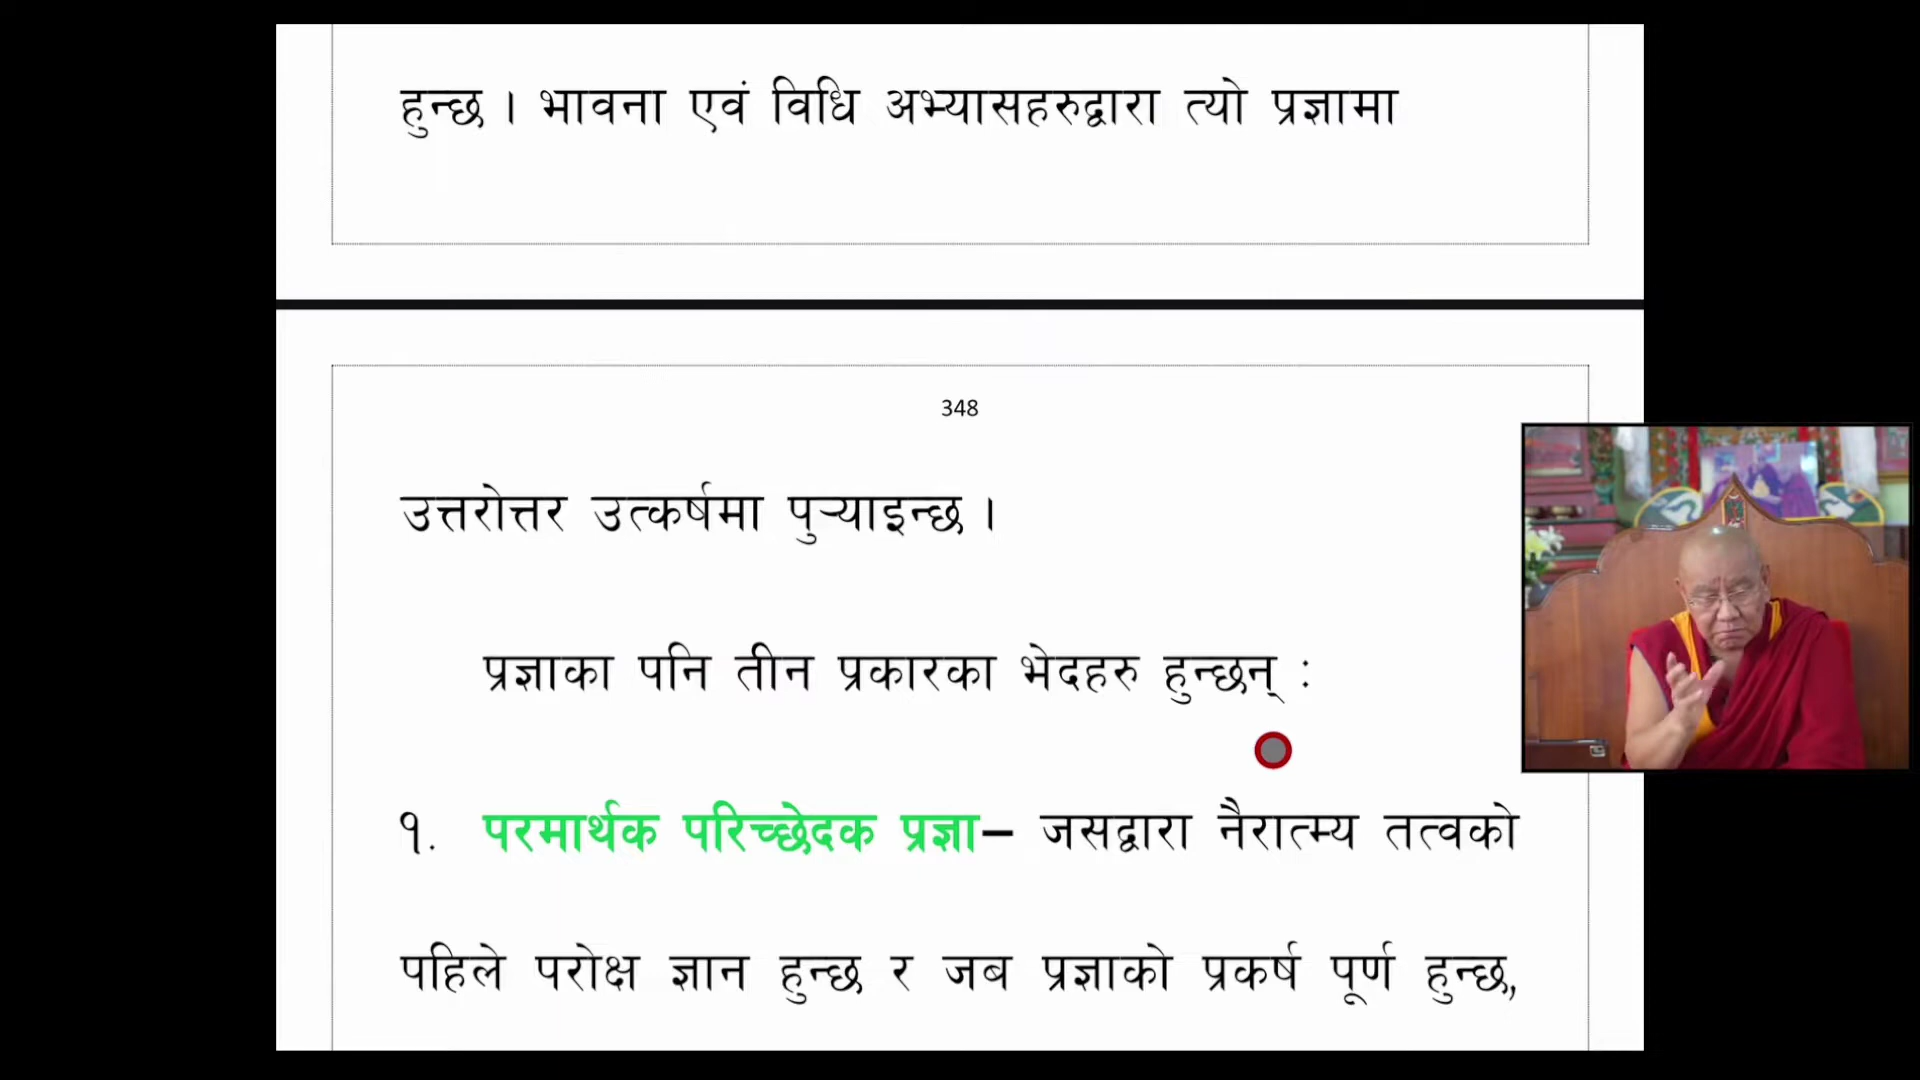 हुन्छ । भावना एवं विधि अभ्यासहरुद्वारा त्यो प्रज्ञामा
348
उत्तरोत्तर उत्कर्षमा पुऱ्याइन्छ ।
प्रज्ञाका पनि तीन प्रकारका भेदहरु हुन्छन् :
१. परमार्थक परिच्छेदक प्रज्ञा– जसद्वारा नैरात्म्य तत्वको
पहिले परोक्ष ज्ञान हुन्छ र जब प्रज्ञाको प्रकर्ष पूर्ण हुन्छ,